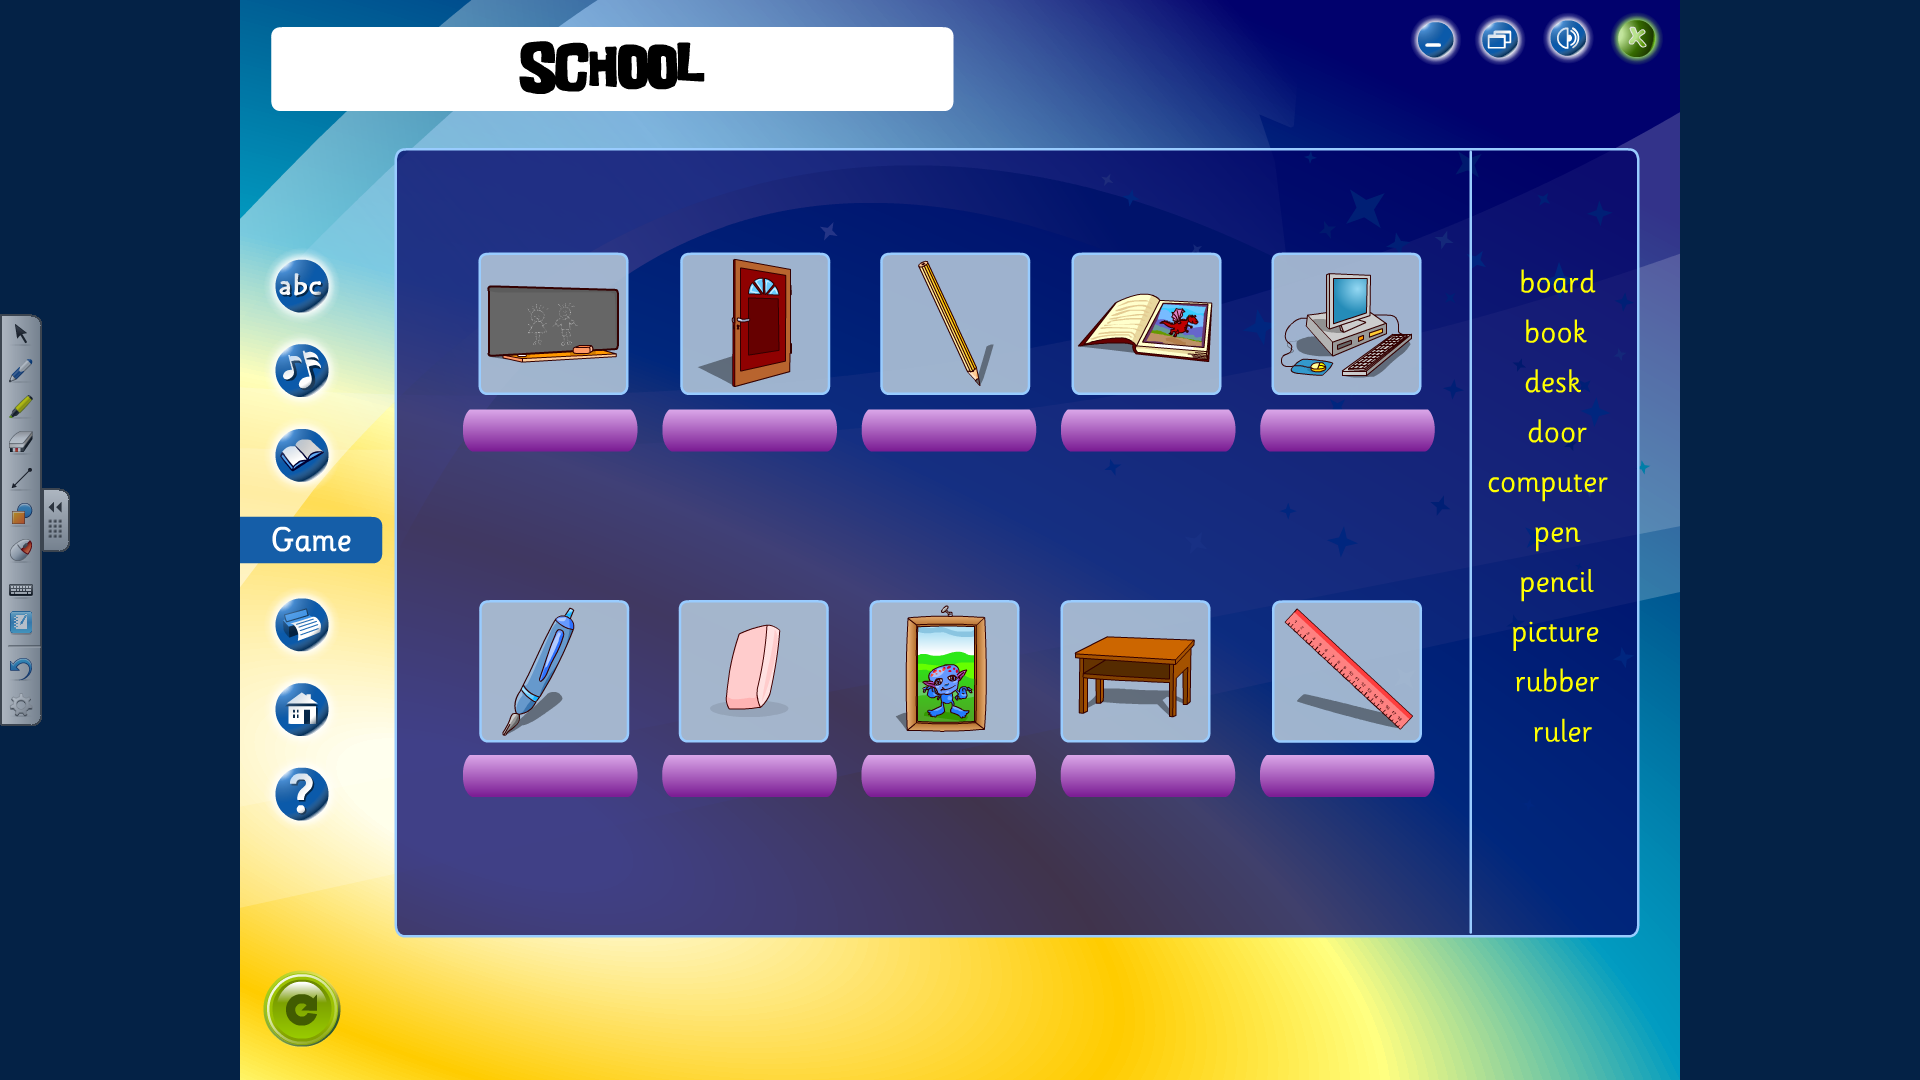 SCHOOL
abc
Game
?
board
book
desk
door
computer
pen
pencil
picture
rubber
ruler